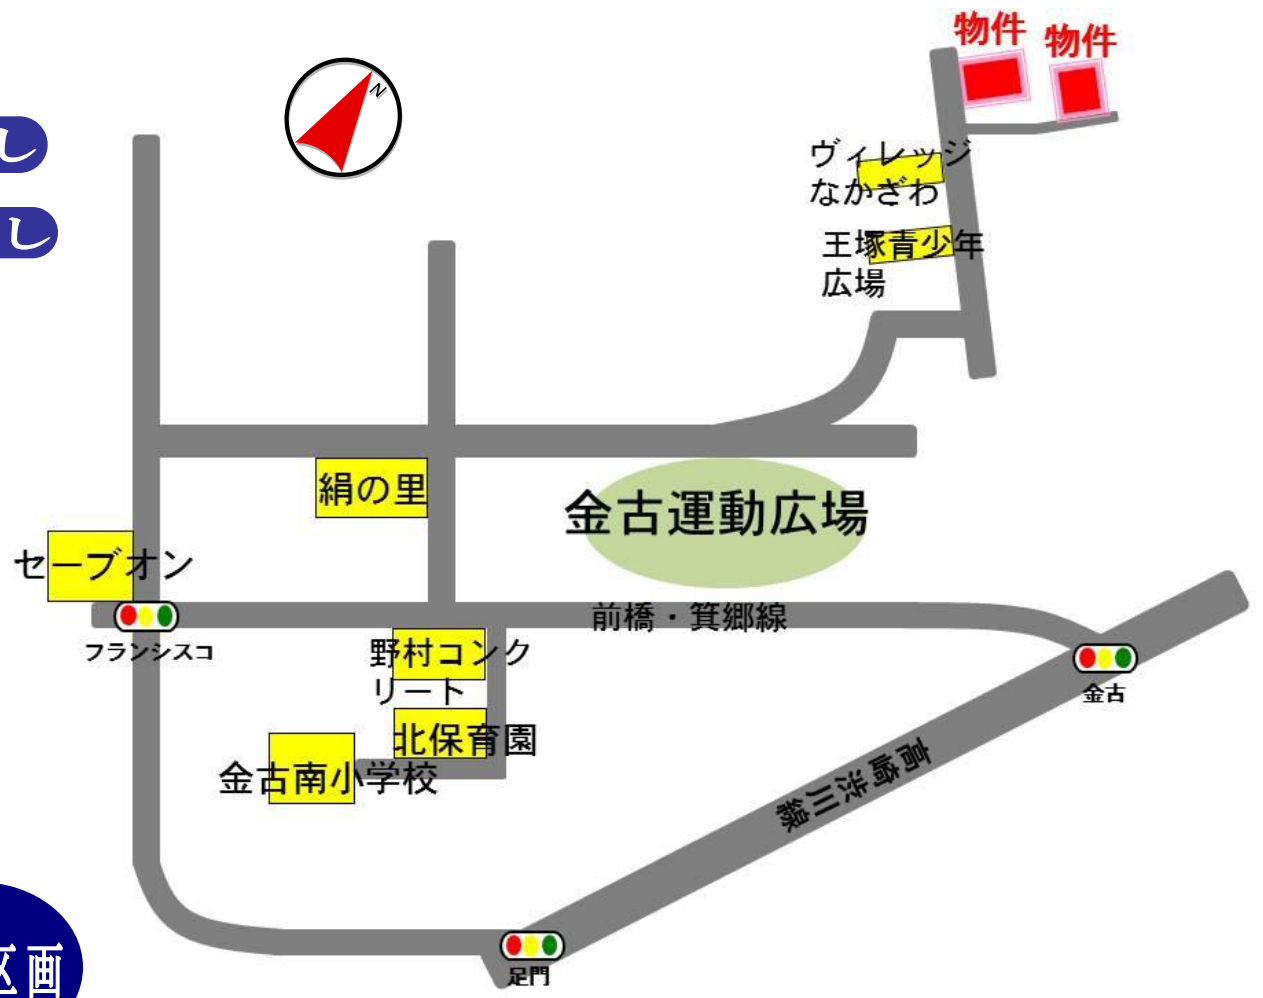 物件
物件
N
し
し
ヴィレッジ
なかざわ
王塚青少年
広場
絹の里
金古運動広場
セーブオン
前橋・箕郷線
フランシスコ
野村コンク
リート
金古
北保育園
金古南小学校
高崎渋川線
足門
区画